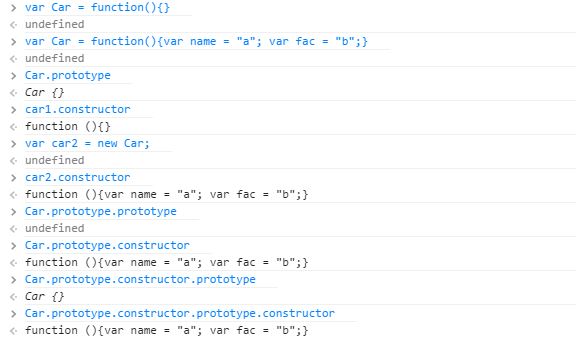 > var Car = function(){}
<· undefined
> var Car = function(){var name = "a"; var fac = "b";}
<· undefined
> Car.prototype
<· Car {}
> car1.constructor
<· function (){}
> var car2 = new Car;
<· undefined
> car2.constructor
<· function (){var name = "a"; var fac = "b";}
> Car.prototype.prototype
<· undefined
> Car.prototype.constructor
<· function (){var name = "a"; var fac = "b";}
> Car.prototype.constructor.prototype
<· Car {}
> Car.prototype.constructor.prototype.constructor
<· function (){var name = "a"; var fac = "b";}